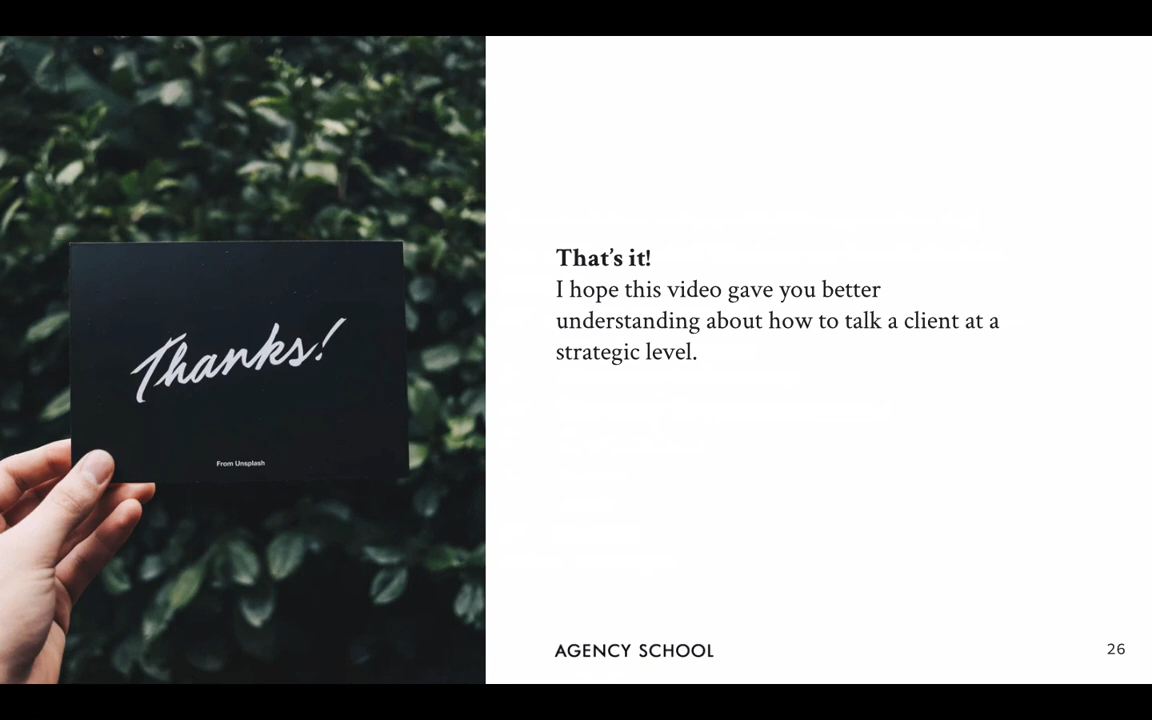 Thanks!
From Unsplash
That's it!
I hope this video gave you better
understanding about how to talk a client at a
strategic level.
AGENCY SCHOOL
26